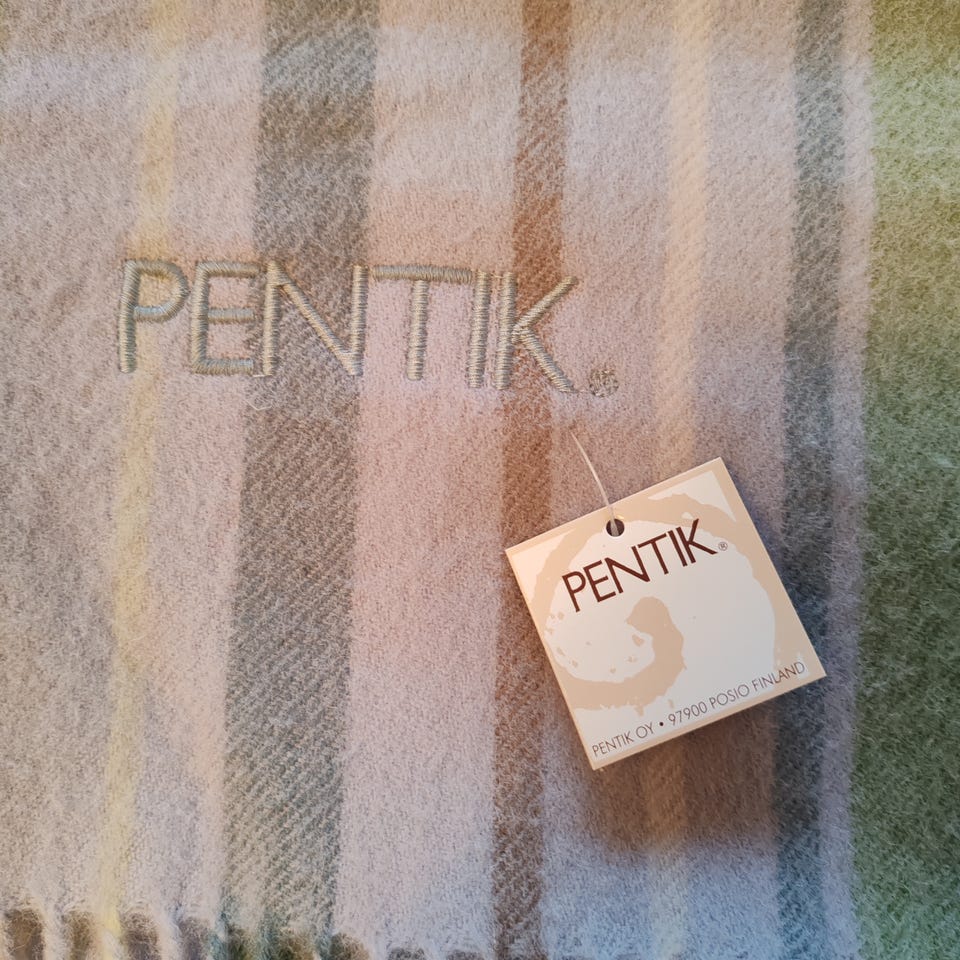 PENTIK®
PENTIK®
PENTIK OY • 97900 POSIO FINLAND